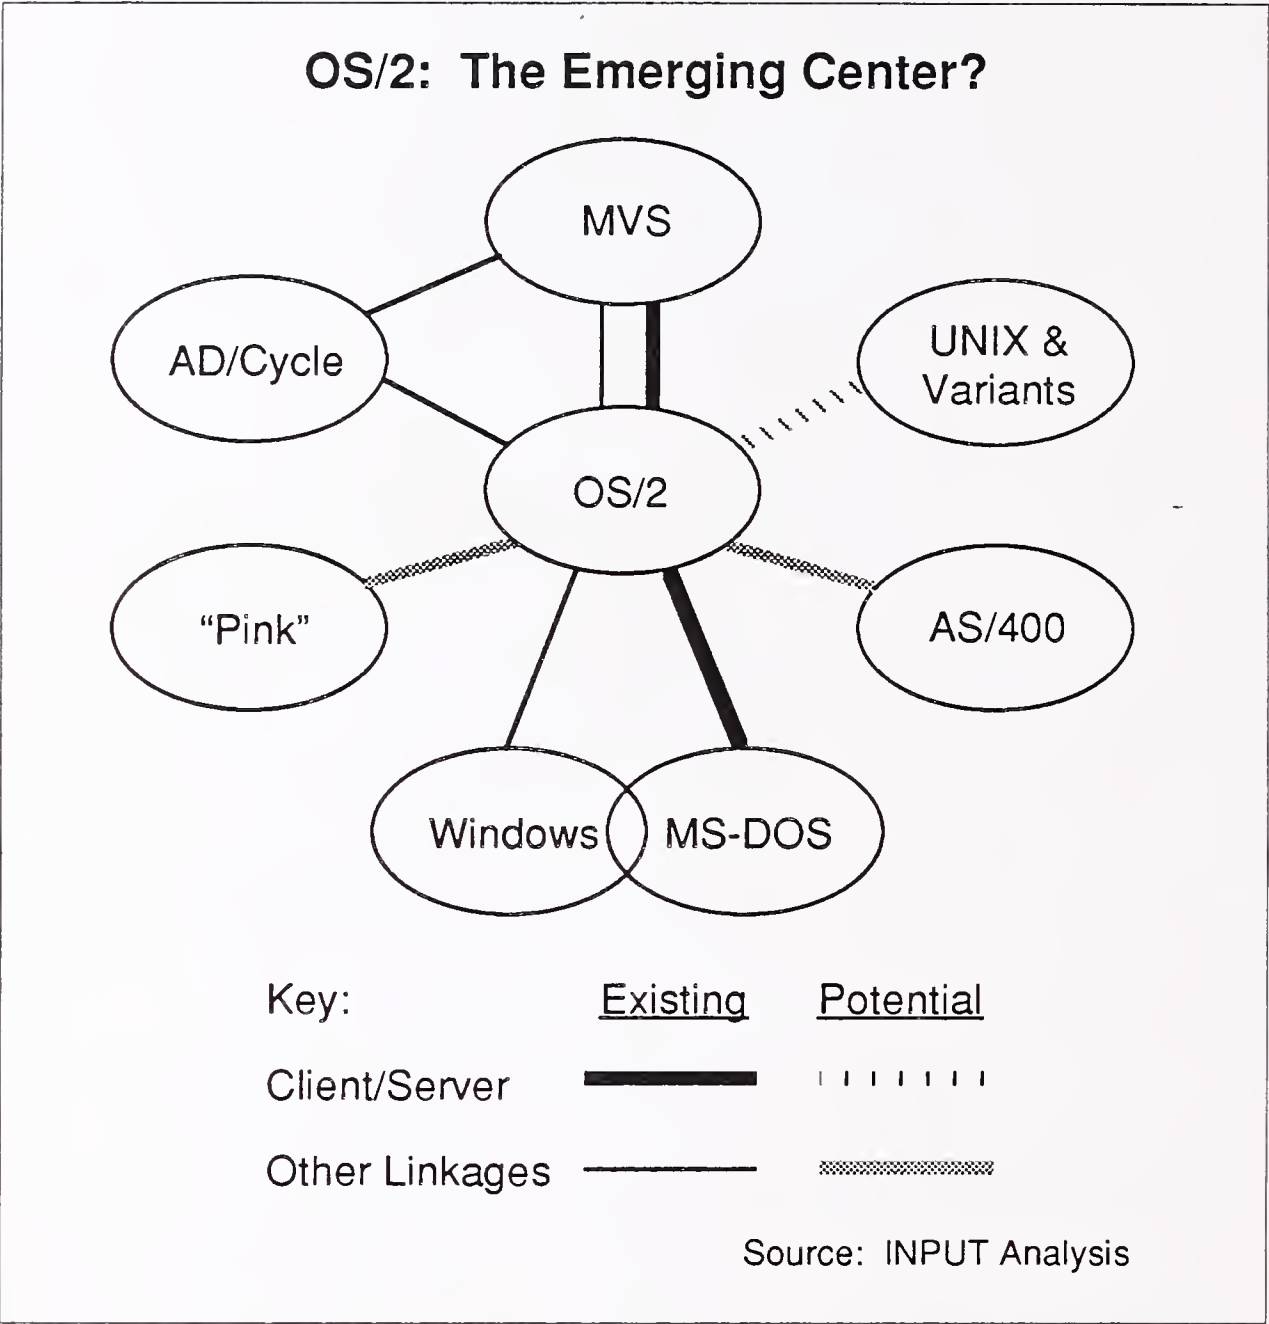 OS/2: The Emerging Center?
MVS
AD/Cycle
UNIX &
Variants
OS/2
“Pink”
AS/400
Windows
MS-DOS
Key:
Existing
Potential
Client/Server
Other Linkages
Source: INPUT Analysis